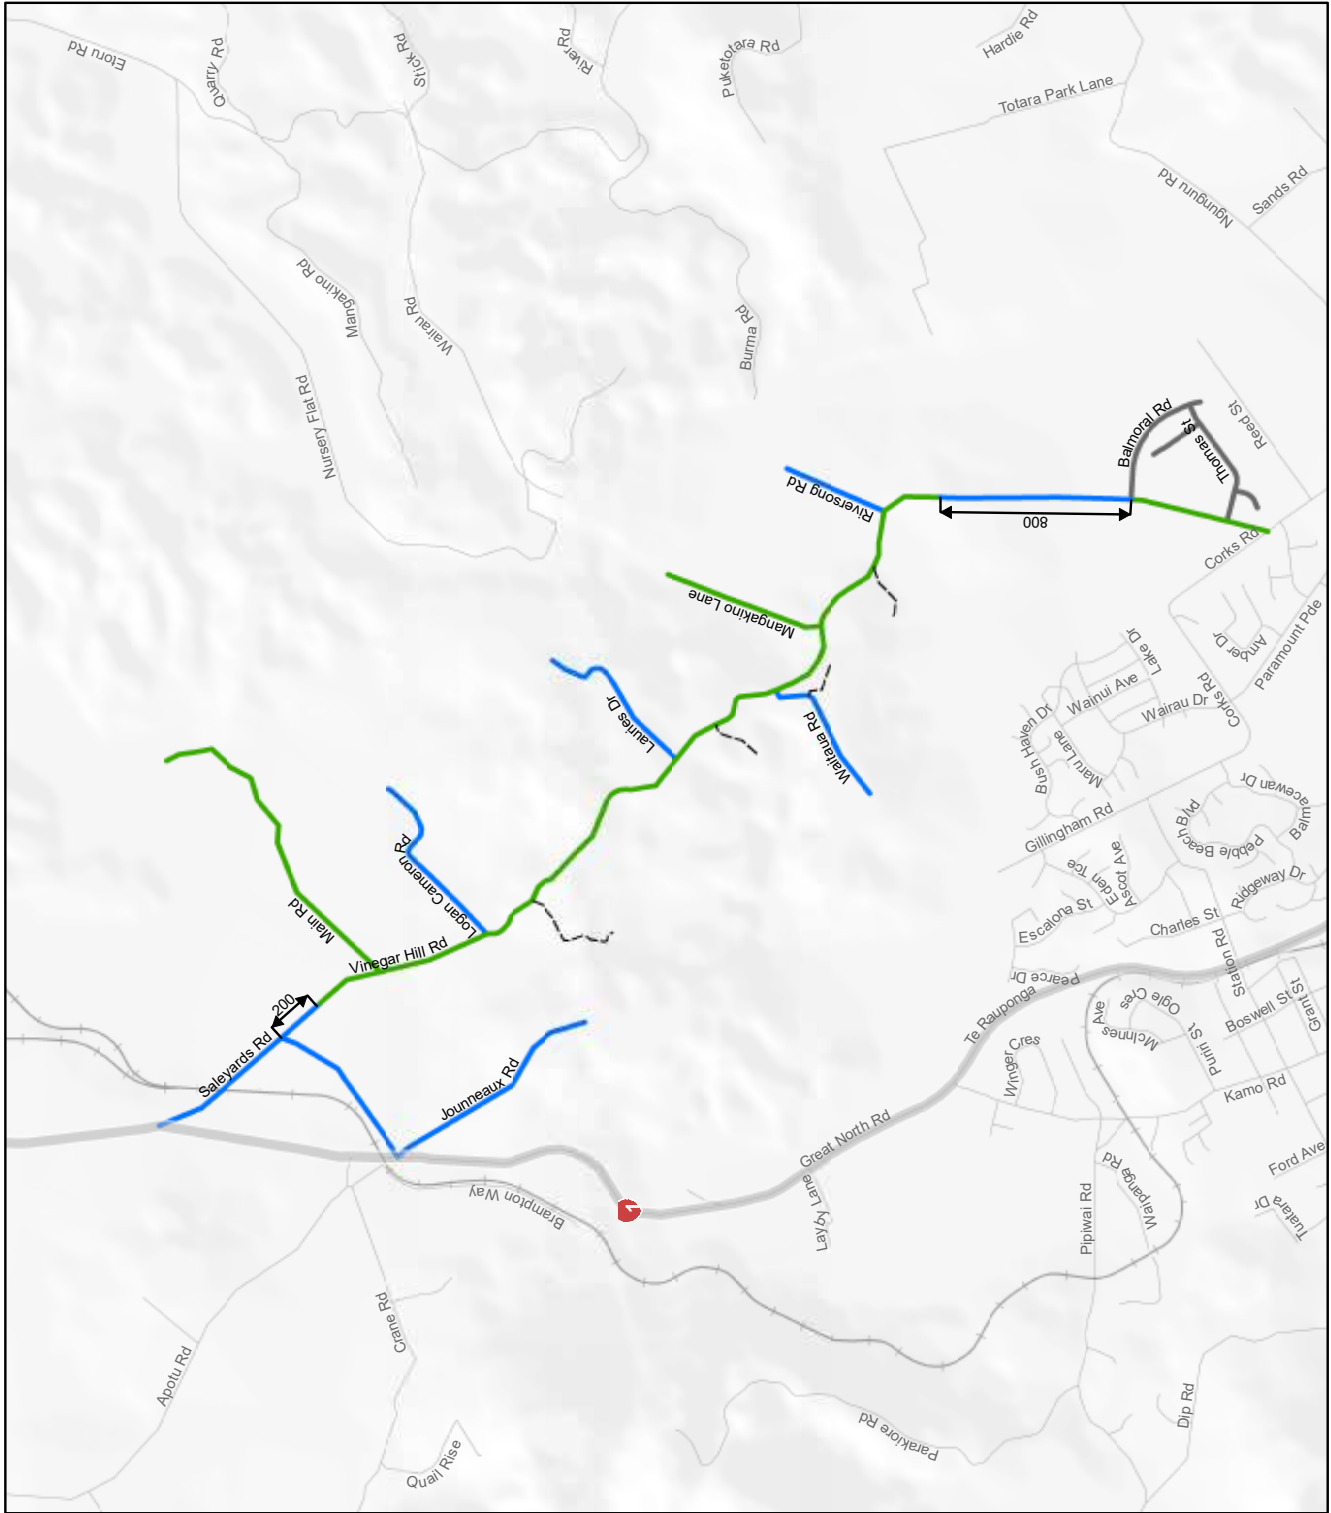 Etoru Rd
Quarry Rd
Stick Rd
River Rd
Puketotara Rd
Hardie Rd
Totara Park Lane
Ngunguru Rd
Sands Rd
Mangakino Rd
Wairau Rd
Burma Rd
Nursery Flat Rd
Balmoral Rd
Thomas St
Reed St
Riversong Rd
800
Corks Rd
Mangakino Lane
Amber Dr
Paramount Pde
Lake Dr
Wainui Ave
Wairau Dr
Corks Rd
Bush Haven Dr
Maru Lane
Lauries Dr
Waitaua Rd
Gillingham Rd
Balmacewan Dr
Pebble Beach Blvd
Logan Cameron Rd
Eden Tce
Ascot Ave
Ridgeway Dr
Main Rd
Vinegar Hill Rd
Escalona St
Charles St
Station Rd
Pearce Dr
Te Rauponga
200
Saleyards Rd
Jounneaux Rd
McInnes Ave
Ogle Cres
Boswell St
Grant St
Puriri St
Winger Cres
Kamo Rd
Great North Rd
Ford Ave
Brampton Way
Layby Lane
Pipiwai Rd
Waipanga Rd
Tuatara Dr
Crane Rd
Apotu Rd
Dip Rd
Parakiore Rd
Quail Rise